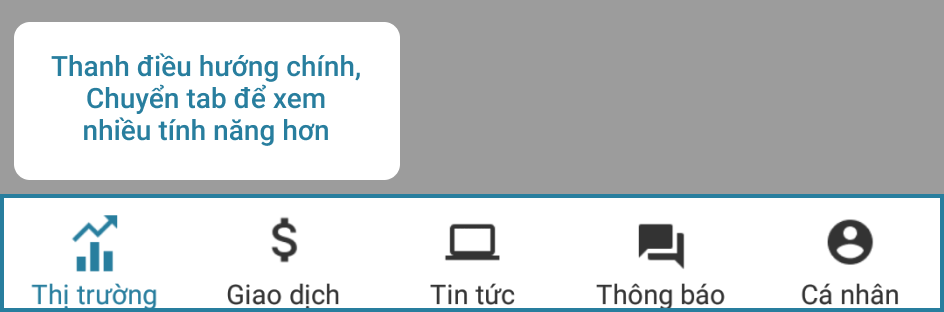 Thanh điều hướng chính,
Chuyển tab để xem
nhiều tính năng hơn
Thị trường Giao dịch Tin tức Thông báo Cá nhân